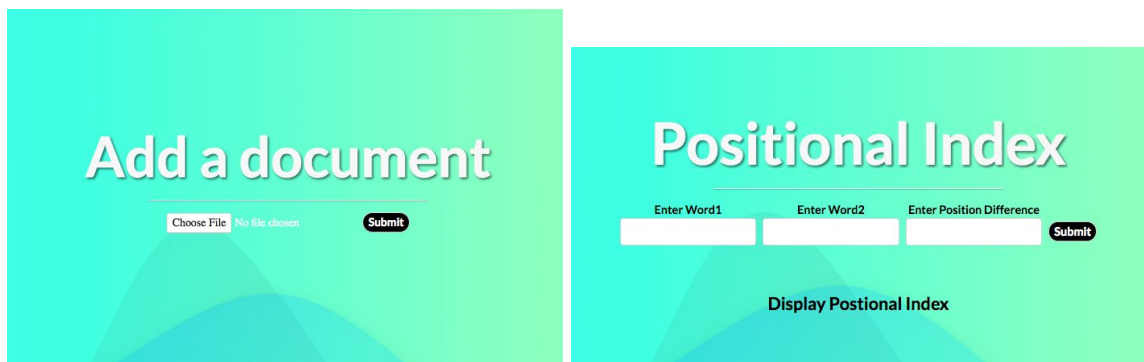 Add a document
Choose File No file chosen Submit
Positional Index
Enter Word1 Enter Word2 Enter Position Difference
Submit
Display Postional Index